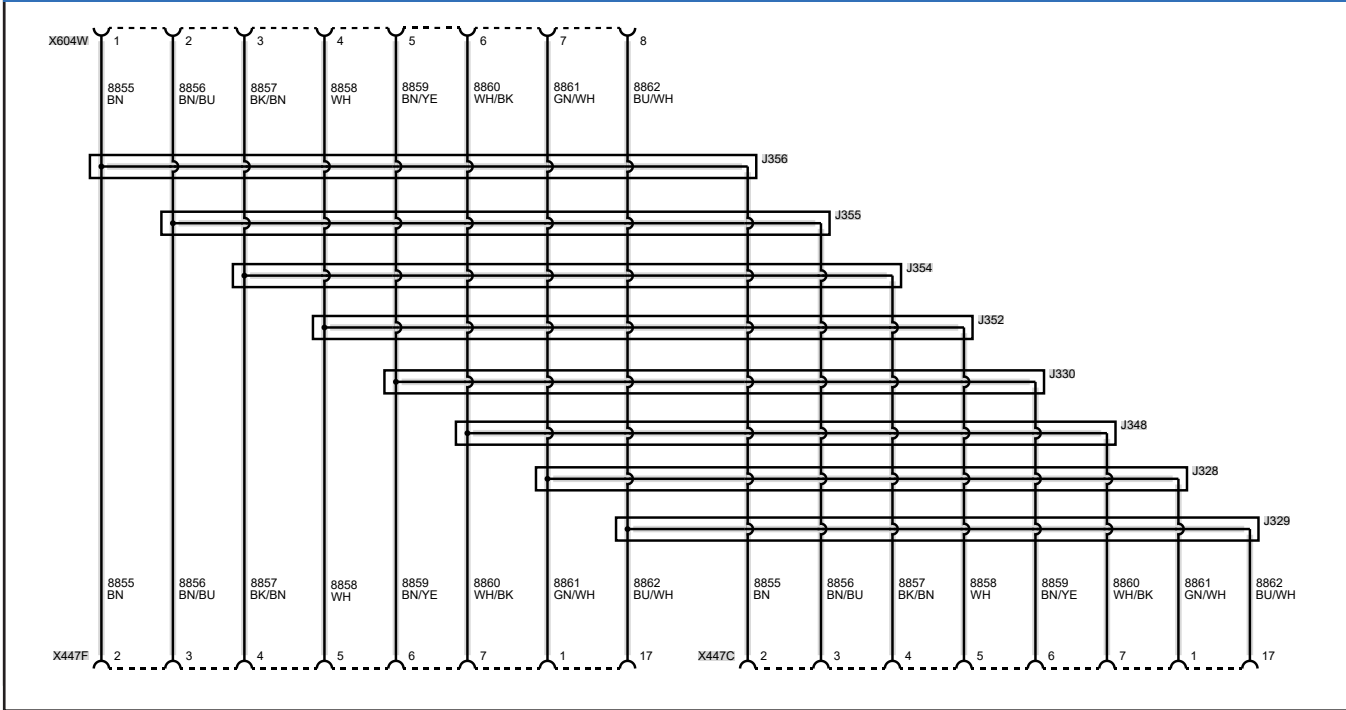 X604W 1 2 3 4 5 6 7 8
8855 8856 8857 8858 8859 8860 8861 8862
BN BN/BU BK/BN WH BN/YE WH/BK GN/WH BU/WH
J356
J355
J354
J352
J330
J348
J328
J329
8855 8856 8857 8858 8859 8860 8861 8862 8855 8856 8857 8858 8859 8860 8861 8862
BN BN/BU BK/BN WH BN/YE WH/BK GN/WH BU/WH BN BN/BU BK/BN WH BN/YE WH/BK GN/WH BU/WH
X447F 2 3 4 5 6 7 1 17 X447C 2 3 4 5 6 7 1 17